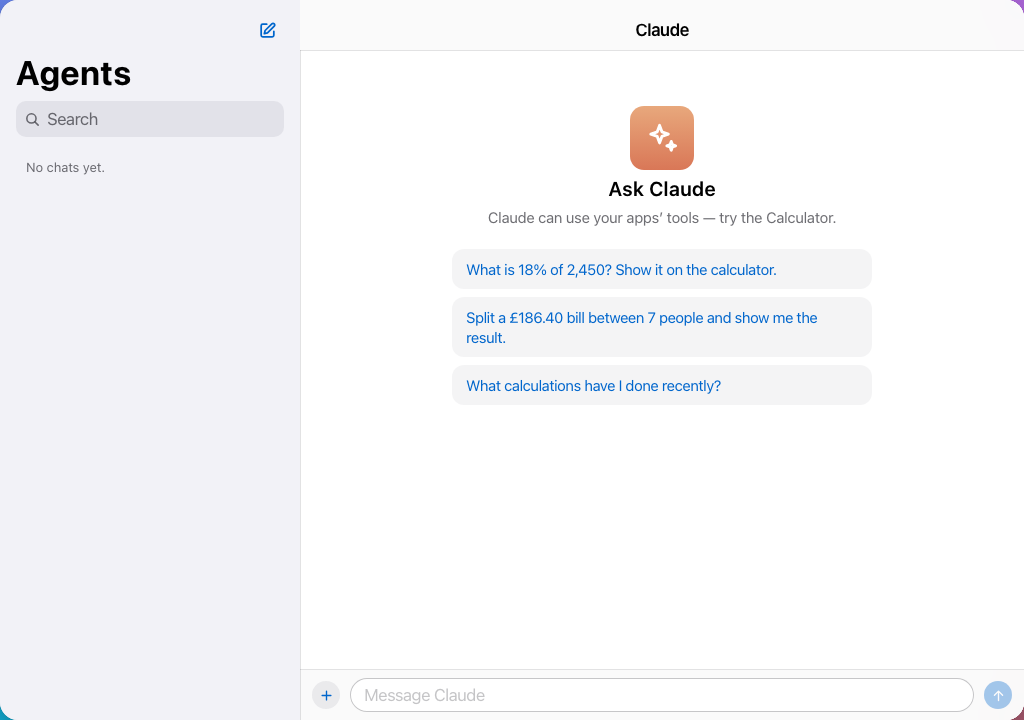 Claude
Agents
Search
No chats yet.
Ask Claude
Claude can use your apps’ tools — try the Calculator.
What is 18% of 2,450? Show it on the calculator.
Split a £186.40 bill between 7 people and show me the
result.
What calculations have I done recently?
Message Claude